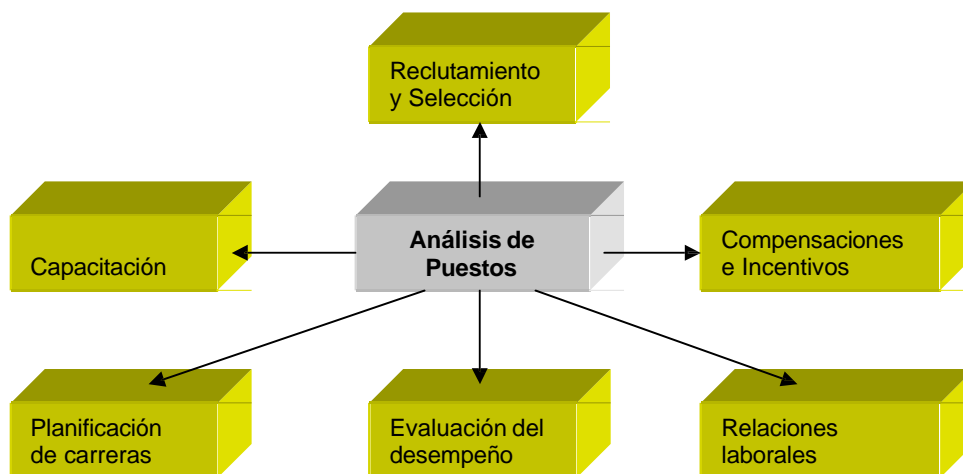 Reclutamiento
y Selección
Análisis de
Puestos
Capacitación
Compensaciones
e Incentivos
Planificación
de carreras
Evaluación del
desempeño
Relaciones
laborales